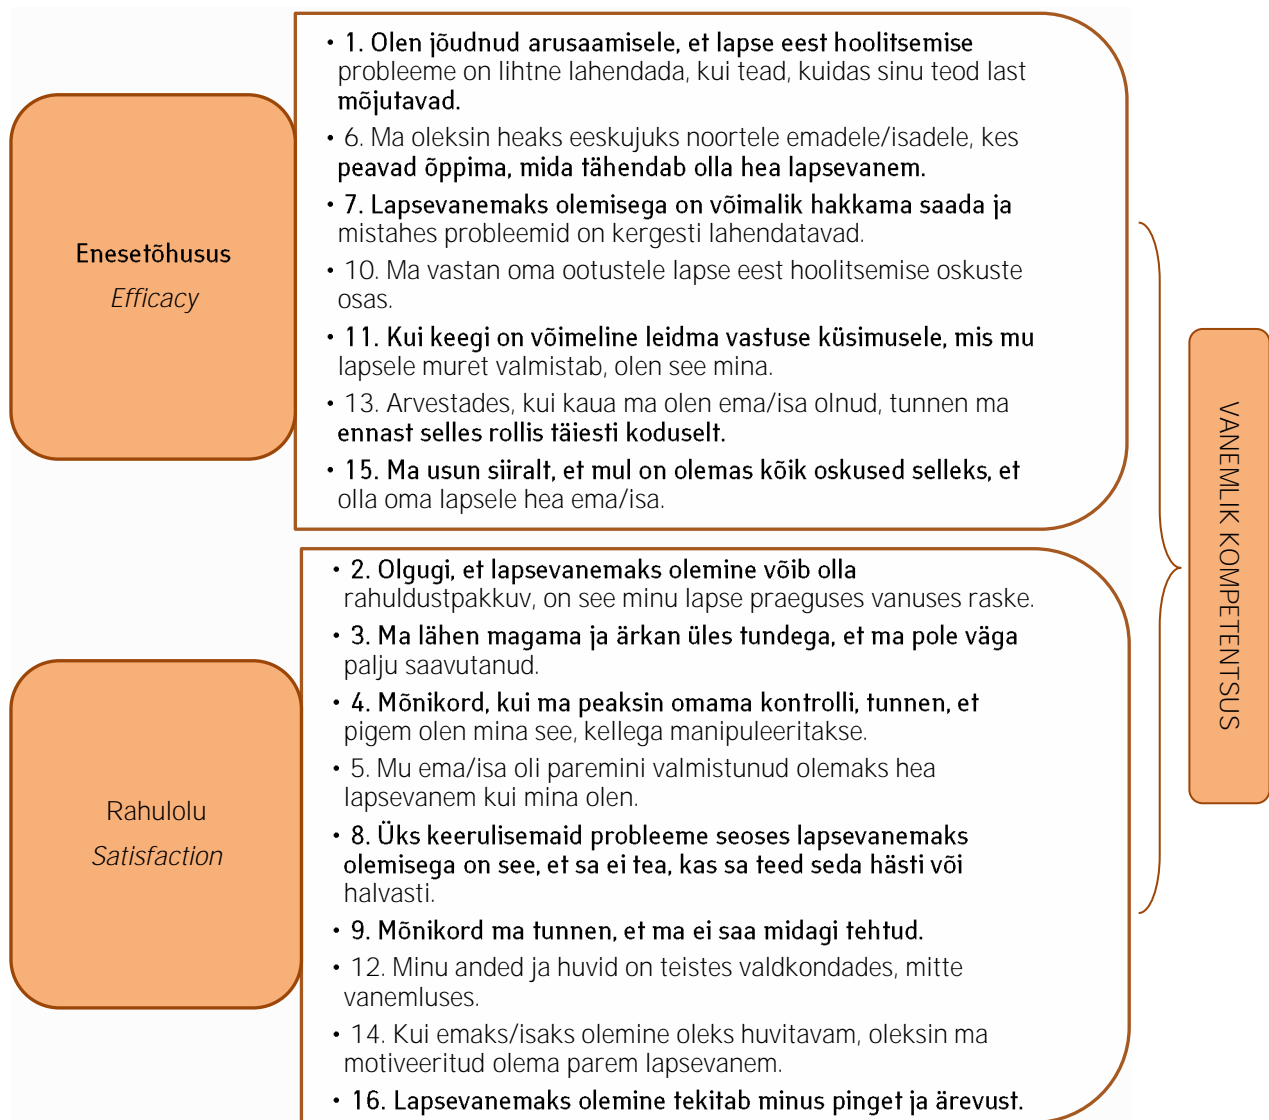 Enesetõhusus
Efficacy
• 1. Olen jõudnud arusaamisele, et lapse eest hoolitsemise
probleeme on lihtne lahendada, kui tead, kuidas sinu teod last
mõjutavad.
• 6. Ma oleksin heaks eeskujuks noortele emadele/isadele, kes
peavad õppima, mida tähendab olla hea lapsevanem.
• 7. Lapsevanemaks olemisega on võimalik hakkama saada ja
mistahes probleemid on kergesti lahendatavad.
• 10. Ma vastan oma ootustele lapse eest hoolitsemise oskuste
osas.
• 11. Kui keegi on võimeline leidma vastuse küsimusele, mis mu
lapsele muret valmistab, olen see mina.
• 13. Arvestades, kui kaua ma olen ema/isa olnud, tunnen ma
ennast selles rollis täiesti koduselt.
• 15. Ma usun siiralt, et mul on olemas kõik oskused selleks, et
olla oma lapsele hea ema/isa.
Rahulolu
Satisfaction
• 2. Olgugi, et lapsevanemaks olemine võib olla
rahuldustpakkuv, on see minu lapse praeguses vanuses raske.
• 3. Ma lähen magama ja ärkan üles tundega, et ma pole väga
palju saavutanud.
• 4. Mõnikord, kui ma peaksin omama kontrolli, tunnen, et
pigem olen mina see, kellega manipuleeritakse.
• 5. Mu ema/isa oli paremini valmistunud olemaks hea
lapsevanem kui mina olen.
• 8. Üks keerulisemaid probleeme seoses lapsevanemaks
olemisega on see, et sa ei tea, kas sa teed seda hästi või
halvasti.
• 9. Mõnikord ma tunnen, et ma ei saa midagi tehtud.
• 12. Minu anded ja huvid on teistes valdkondades, mitte
vanemluses.
• 14. Kui emaks/isaks olemine oleks huvitavam, oleksin ma
motiveeritud olema parem lapsevanem.
• 16. Lapsevanemaks olemine tekitab minus pinget ja ärevust.
VANEMLIK KOMPETENTSUS